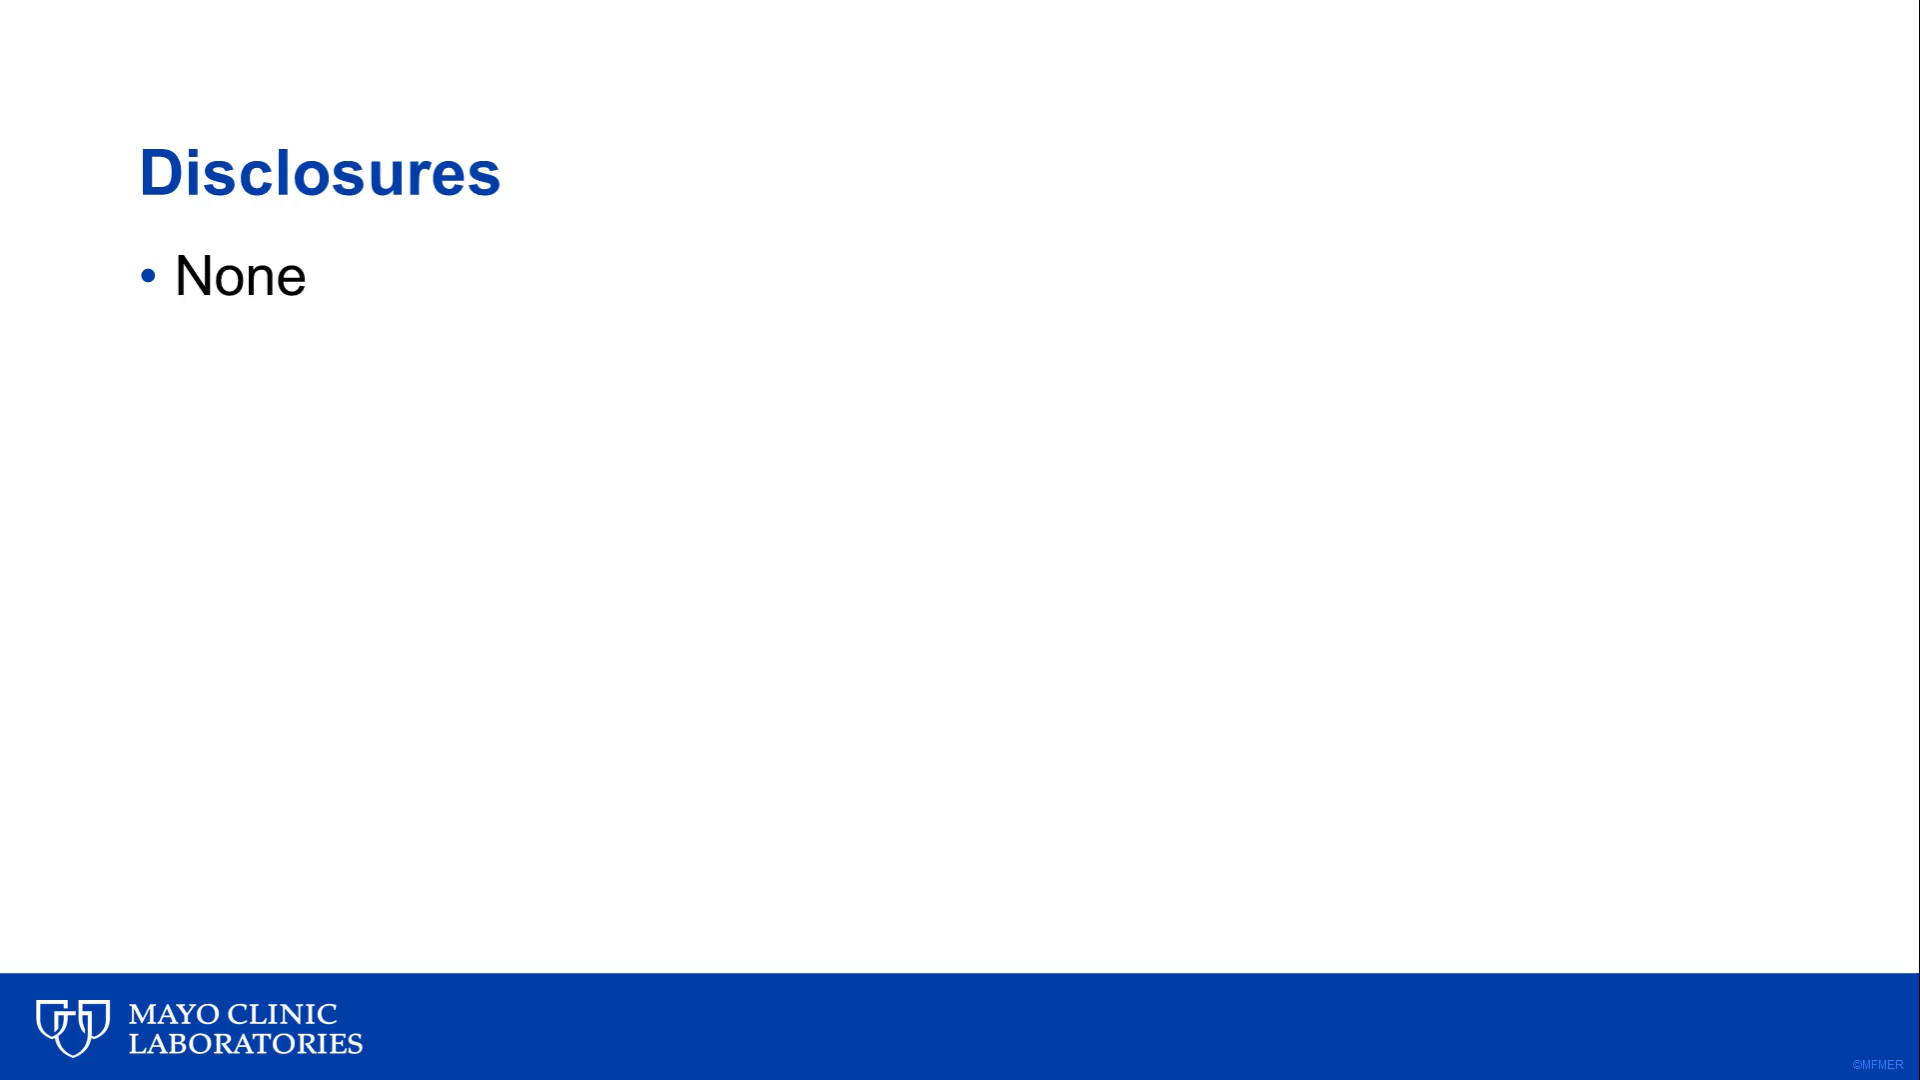 Disclosures
• None
MAYO CLINIC
LABORATORIES
©MFMER